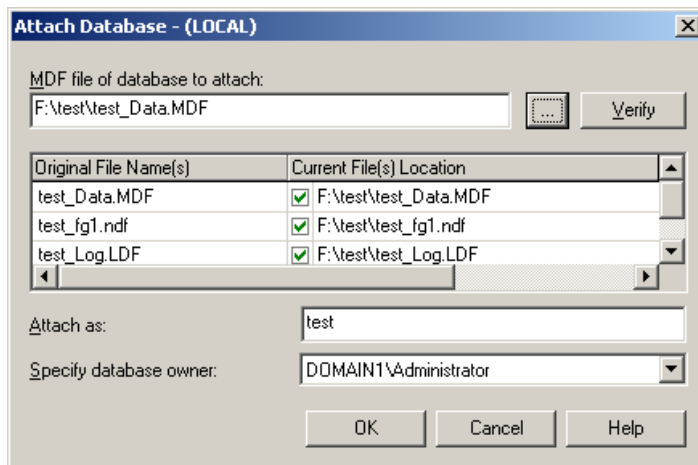 Attach Database - (LOCAL)
MDF file of database to attach:
F:\test\test_Data.MDF
...
Verify
Original File Name(s) Current File(s) Location
test_Data.MDF F:\test\test_Data.MDF
test_fg1.ndf F:\test\test_fg1.ndf
test_Log.LDF F:\test\test_Log.LDF
Attach as: test
Specify database owner: DOMAIN1\Administrator
OK Cancel Help